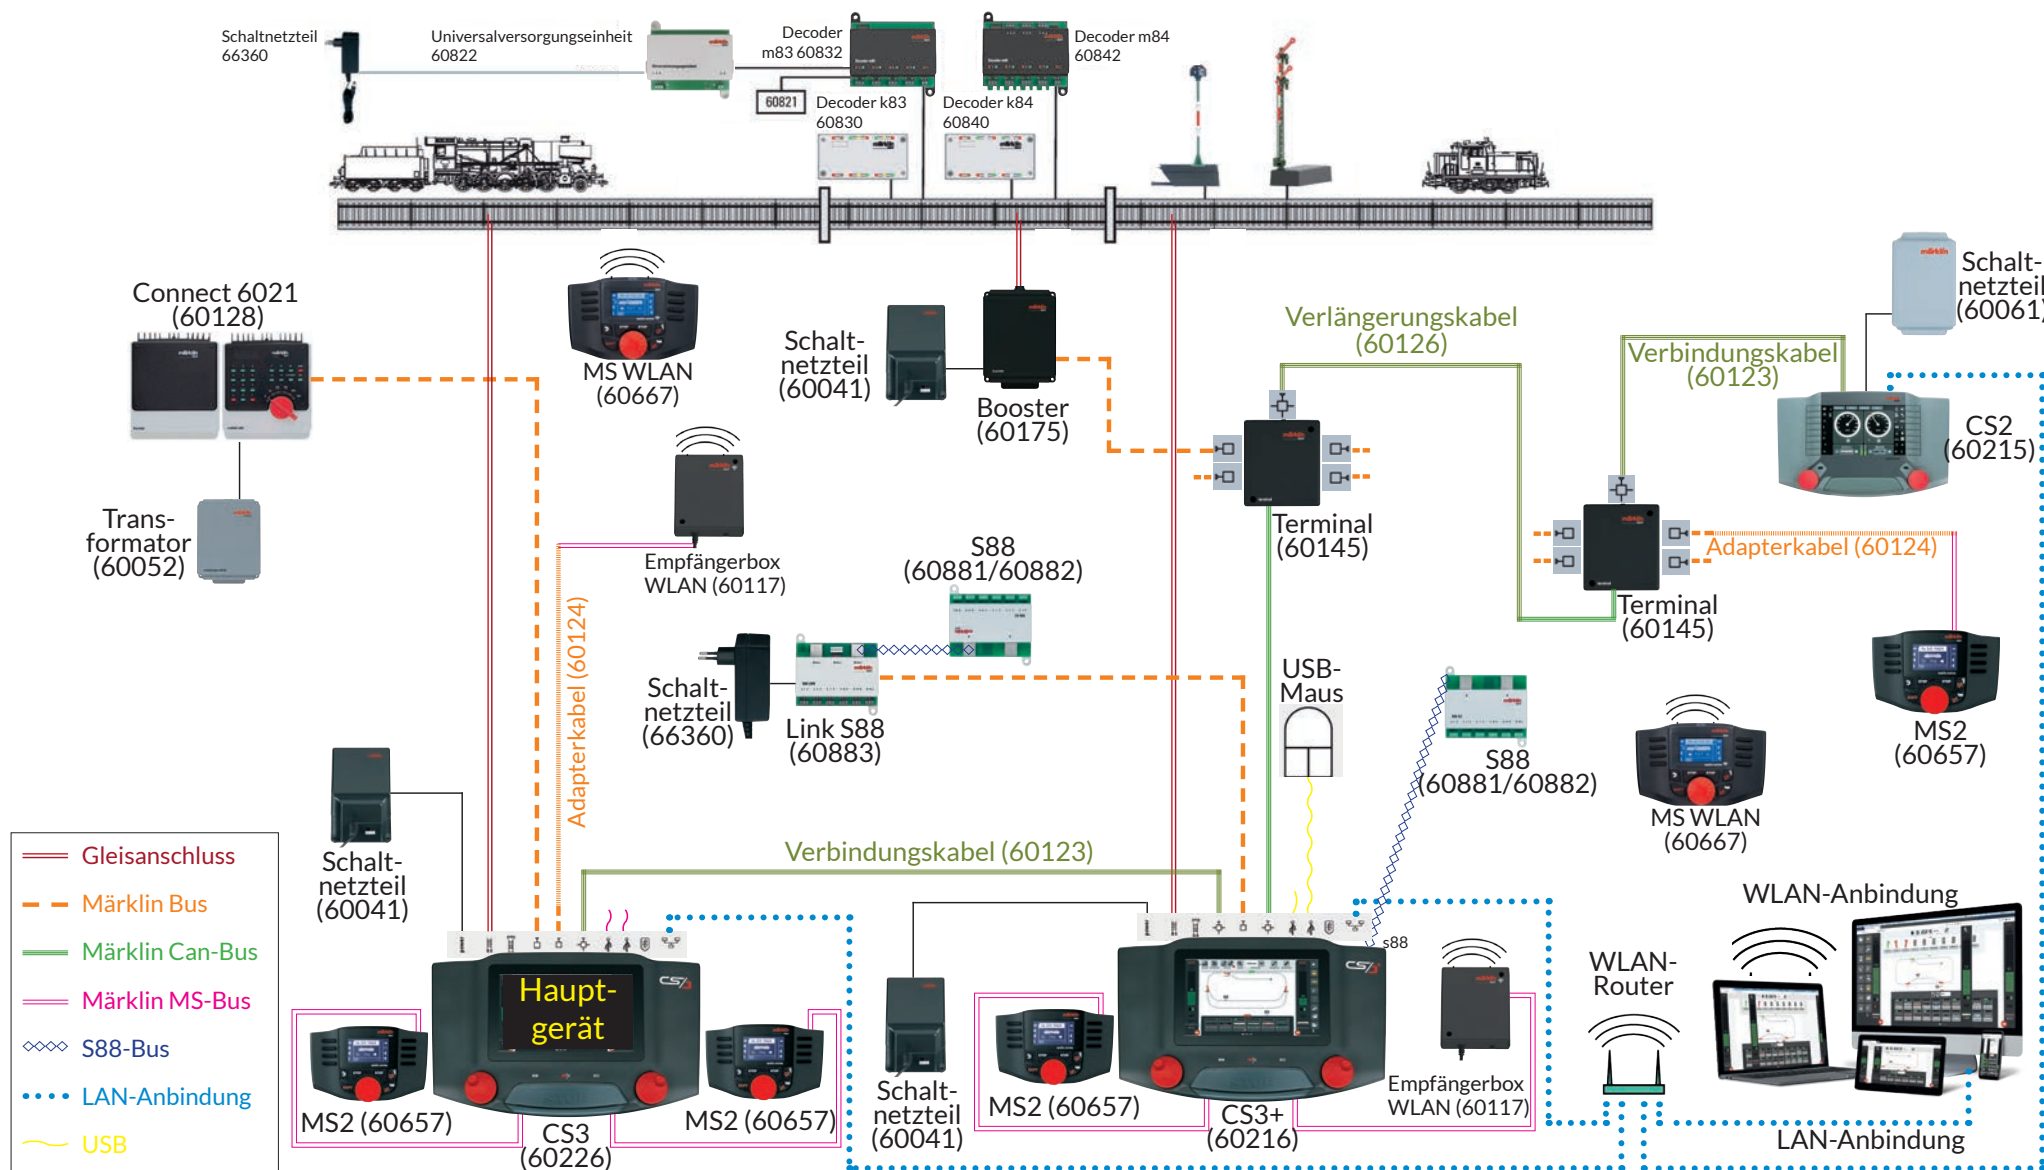 Schaltnetzteil
66360
Universalversorgungseinheit
60822
Decoder
m83 60832
Decoder m84
60842
60821
Decoder k83
60830
Decoder k84
60840
Connect 6021
(60128)
MS WLAN
(60667)
Schalt-
netzteil
(60041)
Booster
(60175)
Verlängerungskabel
(60126)
Verbindungskabel
(60123)
Schalt-
netzteil
(60061)
CS2
(60215)
Trans-
formator
(60052)
Empfängerbox
WLAN (60117)
Adapterkabel (60124)
S88
(60881/60882)
Terminal
(60145)
Adapterkabel (60124)
Terminal
(60145)
Schalt-
netzteil
(66360)
Link S88
(60883)
USB-
Maus
S88
(60881/60882)
MS2
(60657)
MS WLAN
(60667)
Schalt-
netzteil
(60041)
Verbindungskabel (60123)
Gleisanschluss
Märklin Bus
Märklin Can-Bus
Märklin MS-Bus
S88-Bus
LAN-Anbindung
USB
Haupt-
gerät
MS2 (60657)
MS2 (60657)
CS3
(60226)
Schalt-
netzteil
(60041)
MS2 (60657)
CS3+
(60216)
s88
Empfängerbox
WLAN (60117)
WLAN-
Router
WLAN-Anbindung
LAN-Anbindung